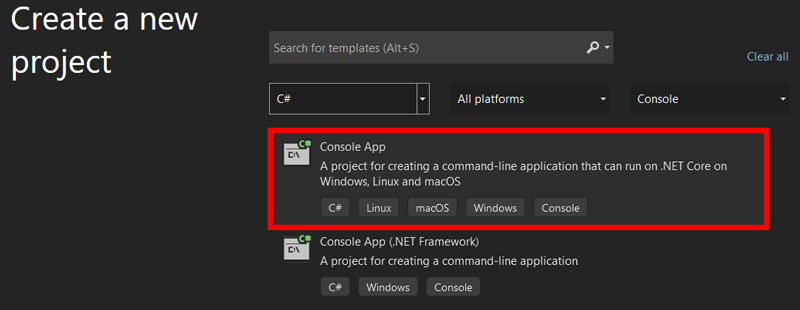 Create a new
project
Search for templates (Alt+S)
Clear all
C#
All platforms
Console
C#
Console App
A project for creating a command-line application that can run on .NET Core on
Windows, Linux and macOS
C# Linux macOS Windows Console
C#
Console App (.NET Framework)
A project for creating a command-line application
C# Windows Console